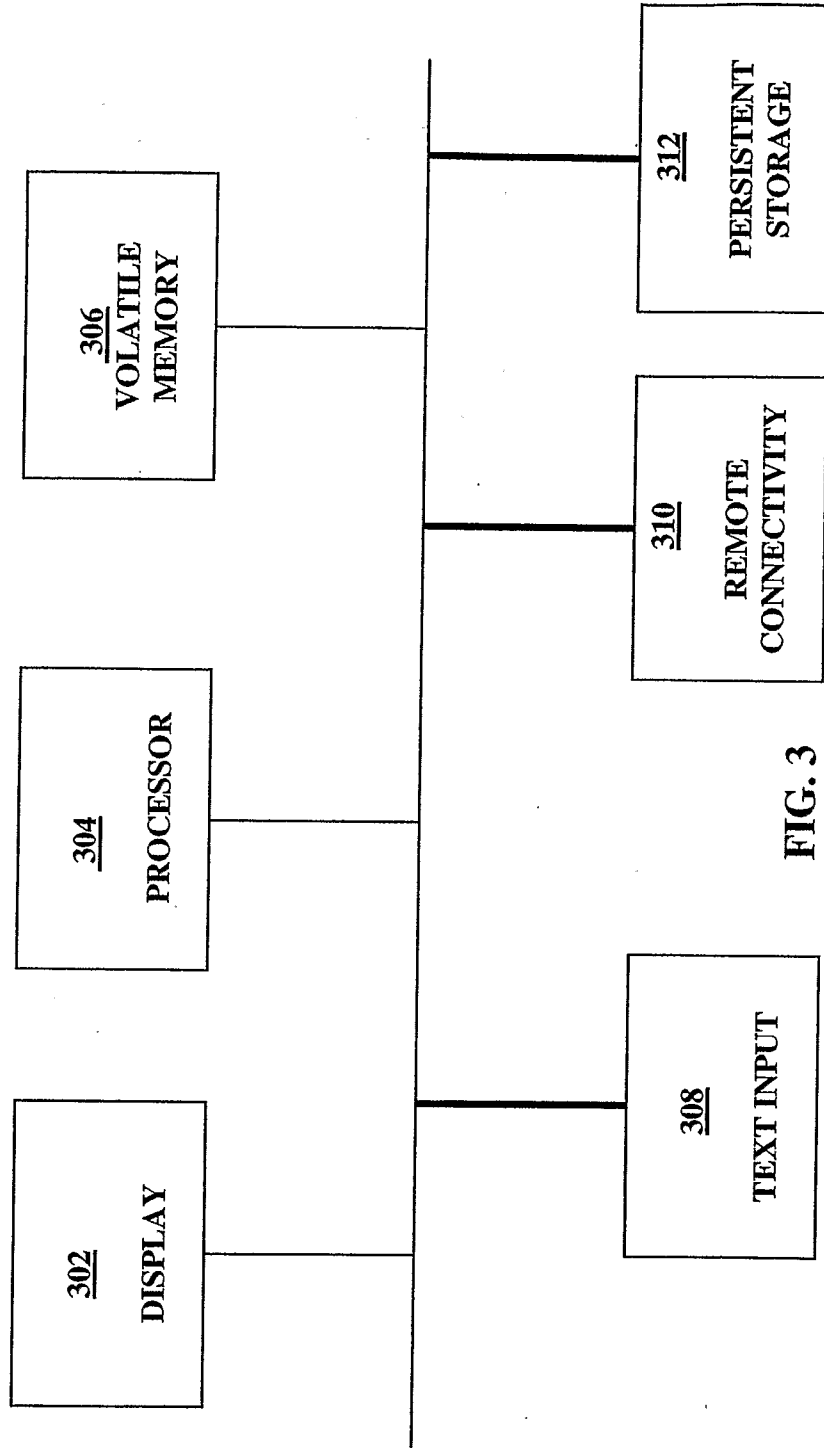 302
DISPLAY
304
PROCESSOR
306
VOLATILE
MEMORY
308
TEXT INPUT
310
REMOTE
CONNECTIVITY
312
PERSISTENT
STORAGE
FIG. 3